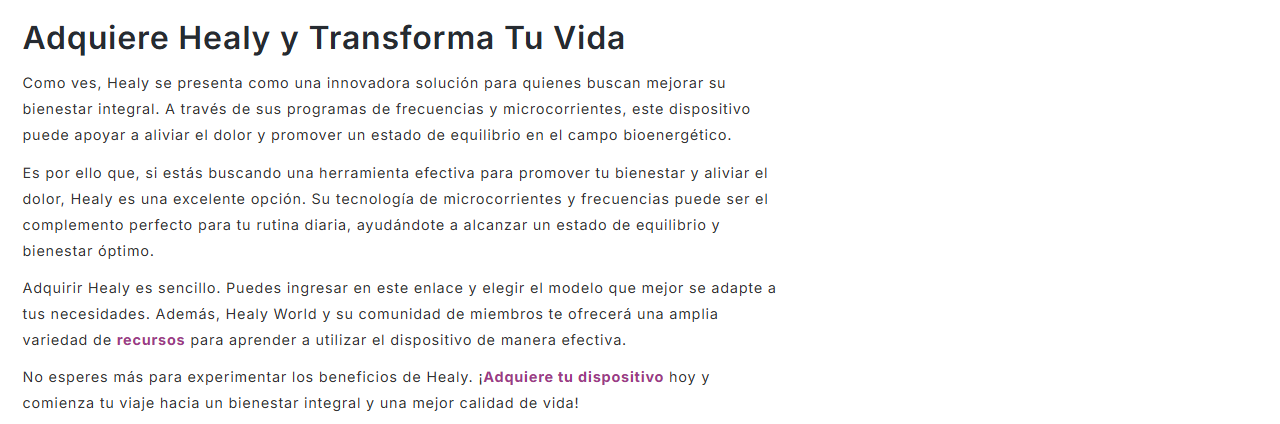 Adquiere Healy y Transforma Tu Vida
Como ves, Healy se presenta como una innovadora solución para quienes buscan mejorar su
bienestar integral. A través de sus programas de frecuencias y microcorrientes, este dispositivo
puede apoyar a aliviar el dolor y promover un estado de equilibrio en el campo bioenergético.
Es por ello que, si estás buscando una herramienta efectiva para promover tu bienestar y aliviar el
dolor, Healy es una excelente opción. Su tecnología de microcorrientes y frecuencias puede ser el
complemento perfecto para tu rutina diaria, ayudándote a alcanzar un estado de equilibrio y
bienestar óptimo.
Adquirir Healy es sencillo. Puedes ingresar en este enlace y elegir el modelo que mejor se adapte a
tus necesidades. Además, Healy World y su comunidad de miembros te ofrecerá una amplia
variedad de recursos para aprender a utilizar el dispositivo de manera efectiva.
No esperes más para experimentar los beneficios de Healy. ¡Adquiere tu dispositivo hoy y
comienza tu viaje hacia un bienestar integral y una mejor calidad de vida!